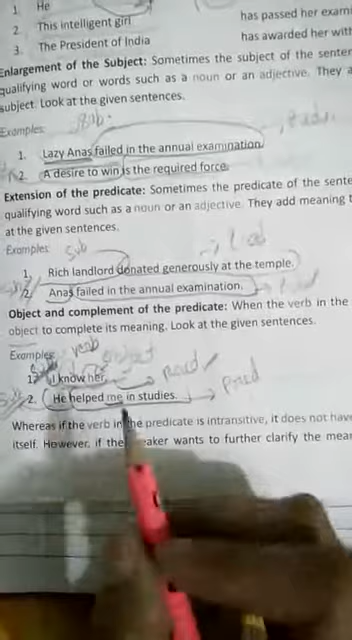 1. He
2. This intelligent girl has passed her exam
3. The President of India has awarded her with
Enlargement of the Subject: Sometimes the subject of the senten
qualifying word or words such as a noun or an adjective. They a
subject. Look at the given sentences.
Examples: Sub
1. Lazy Anas failed in the annual examination.
2. A desire to win is the required force.
Extension of the predicate: Sometimes the predicate of the sente
qualifying word such as a noun or an adjective. They add meaning t
at the given sentences.
Examples: Sub
1. Rich landlord donated generously at the temple.
2. Anas failed in the annual examination.
Object and complement of the predicate: When the verb in the
object to complete its meaning. Look at the given sentences.
Examples: verb
object
1. I know her. pred
2. He helped me in studies. pred
Whereas if the verb in the predicate is intransitive, it does not hav
itself. However, if the eaker wants to further clarify the mea